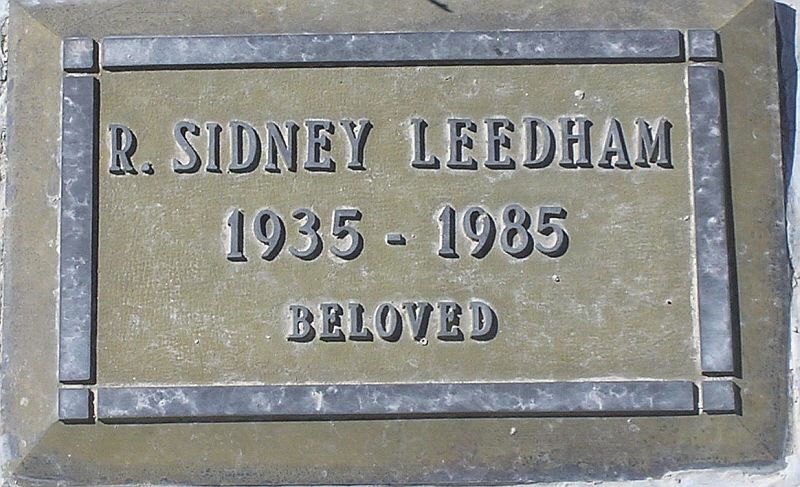 R. SIDNEY LEEDHAM
1935 - 1985
BELOVED